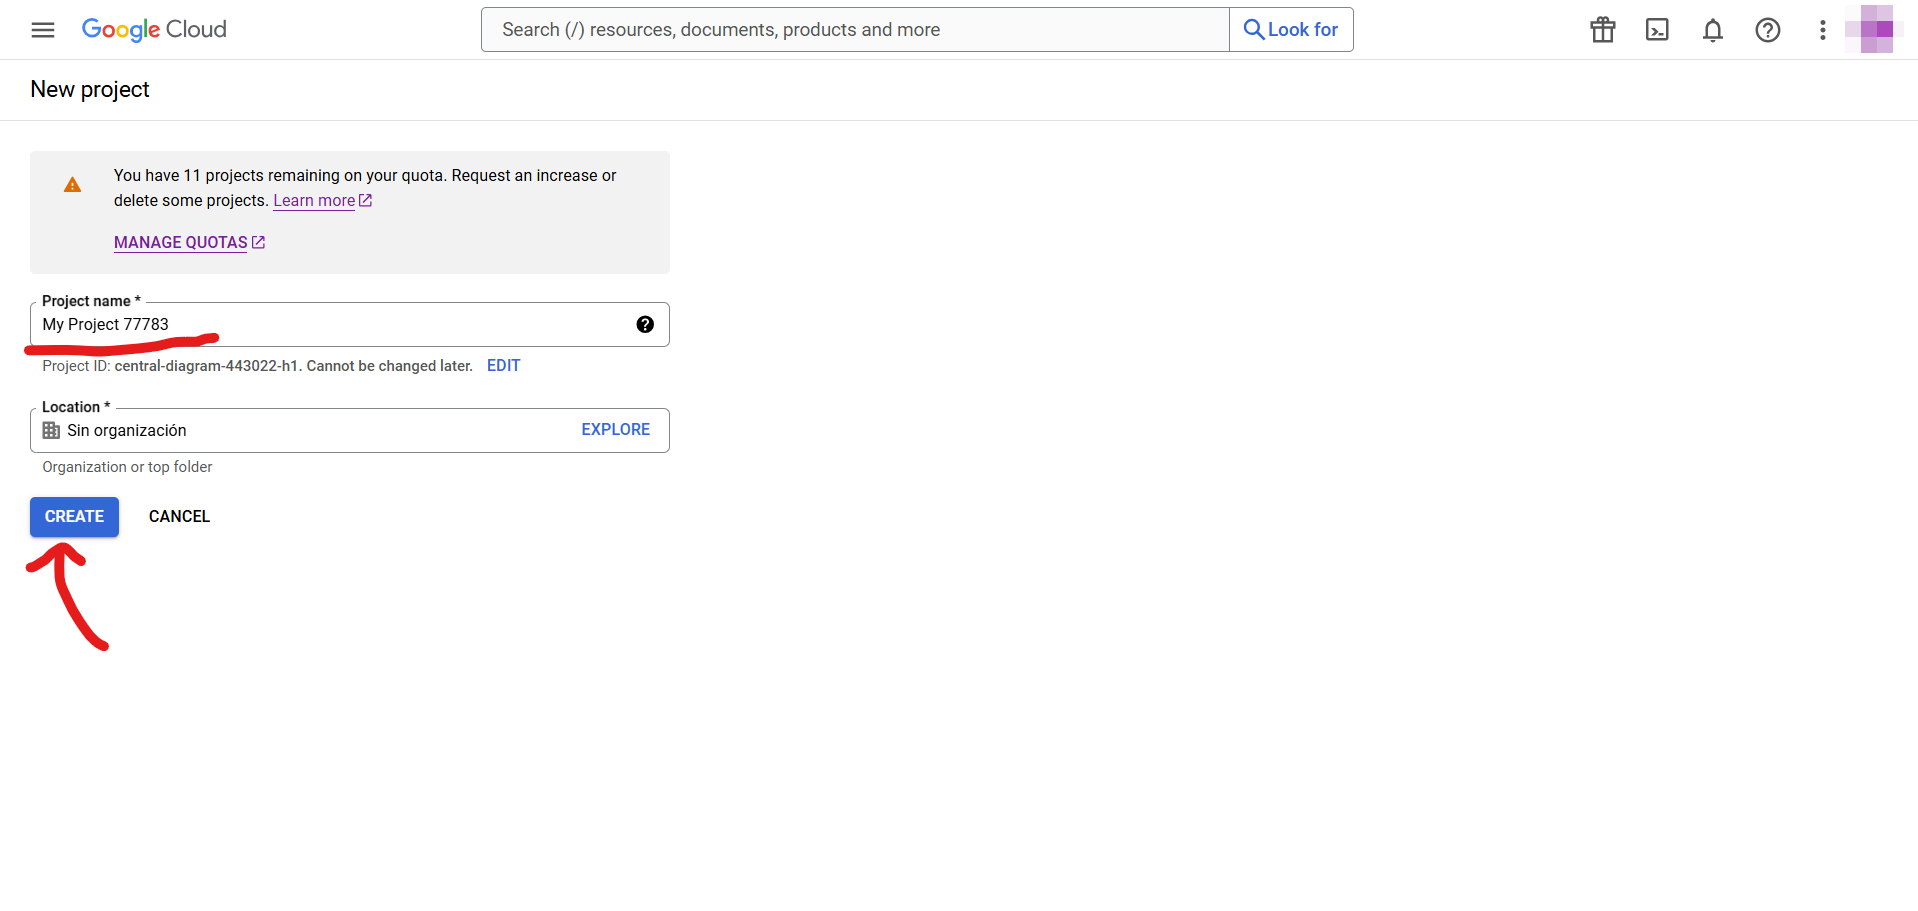 Google Cloud
Search (/) resources, documents, products and more
Look for
New project
You have 11 projects remaining on your quota. Request an increase or
delete some projects. Learn more
MANAGE QUOTAS
Project name *
My Project 77783
Project ID: central-diagram-443022-h1. Cannot be changed later. EDIT
Location *
Sin organización EXPLORE
Organization or top folder
CREATE CANCEL